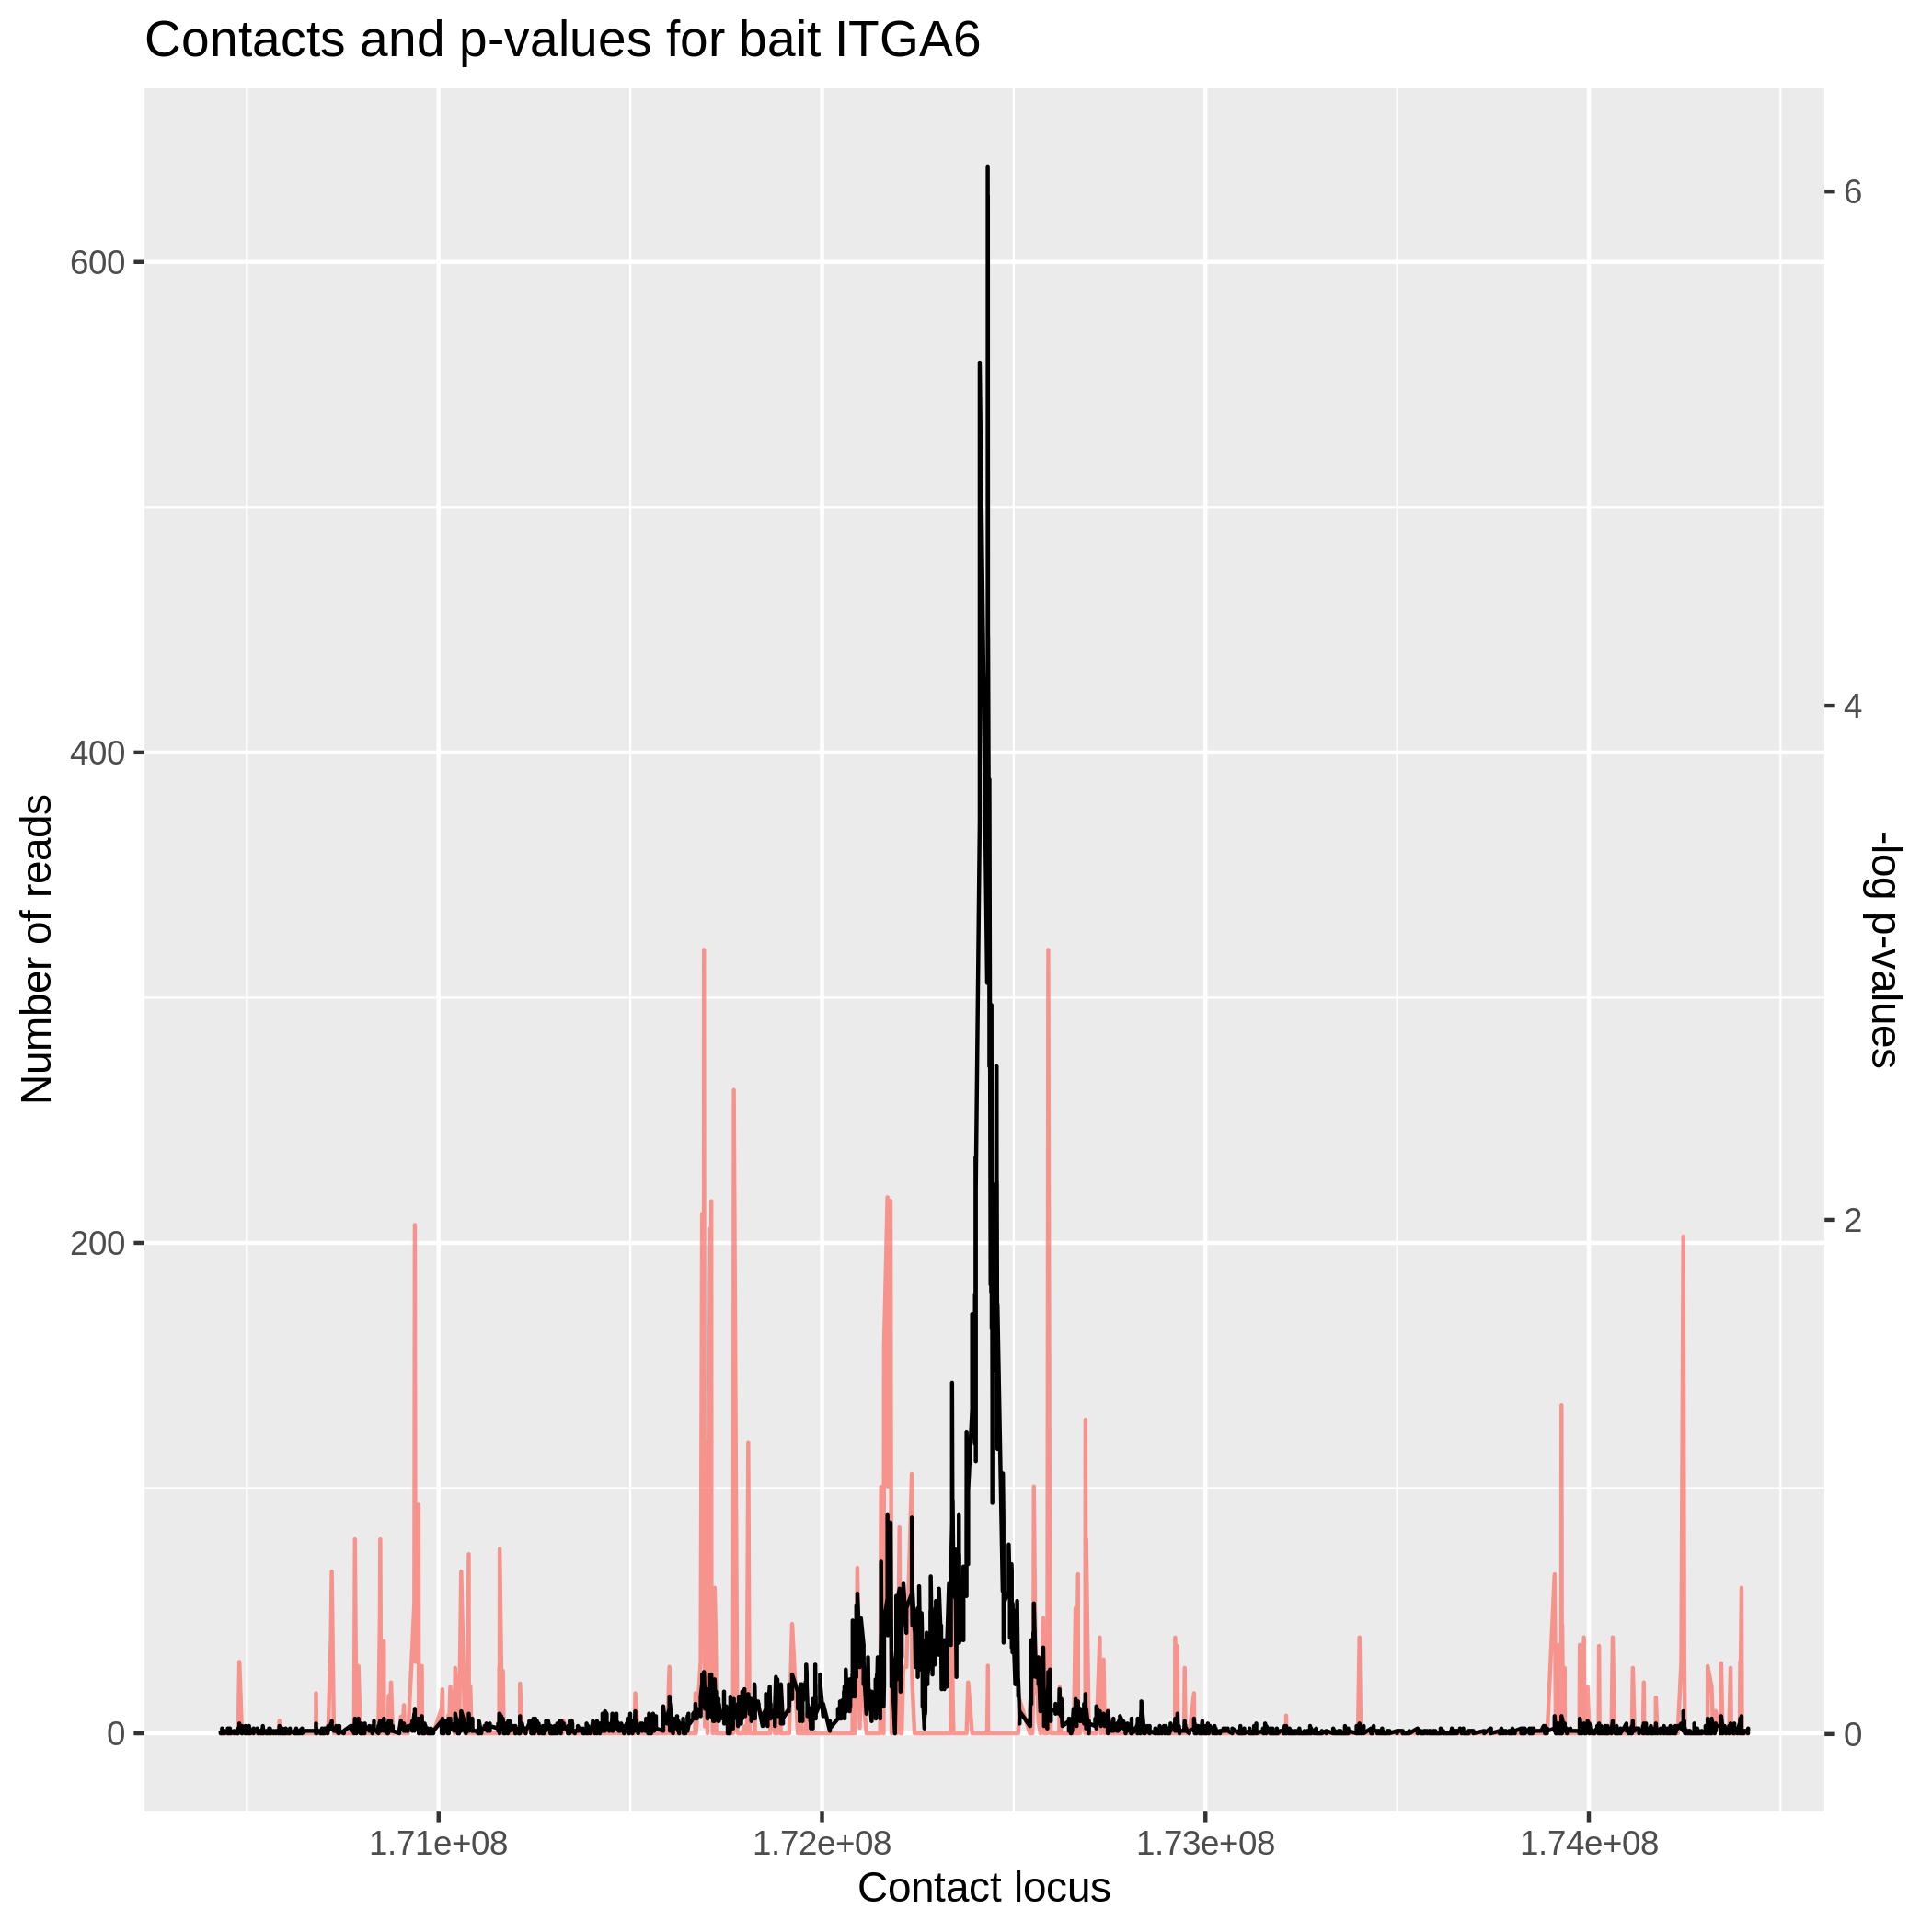 Contacts and p-values for bait ITGA6
Number of reads
600
400
200
0
6
4
2
0
-log p-values
1.71e+08
1.72e+08
1.73e+08
1.74e+08
Contact locus